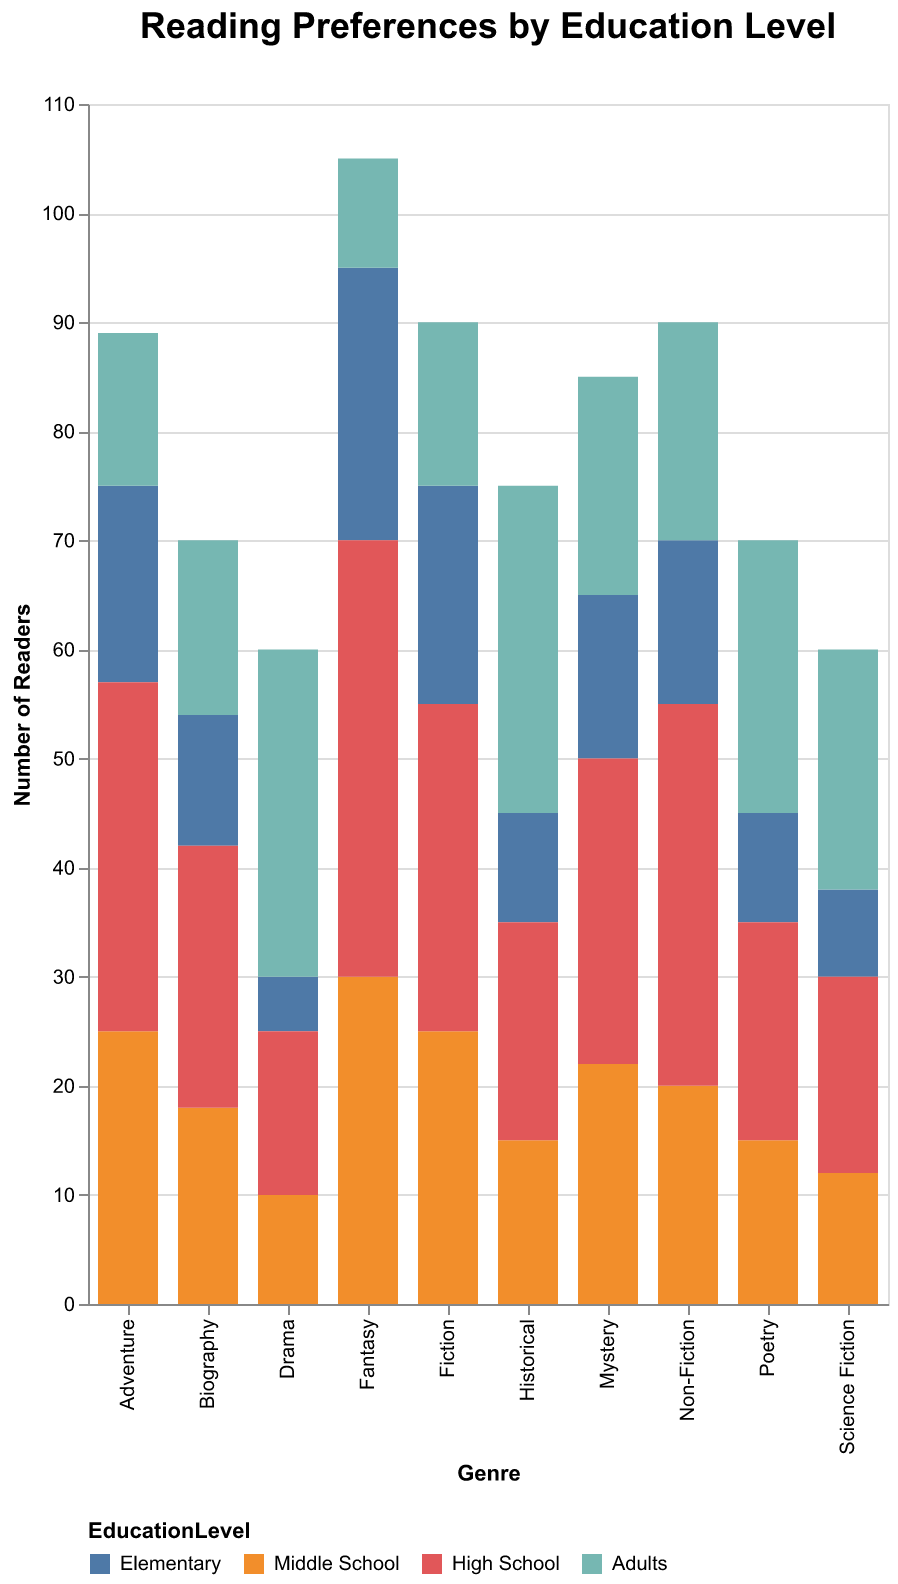 Reading Preferences by Education Level
110
100
90
80
70
60
50
40
30
20
10
0
Number of Readers
Adventure
Biography
Drama
Fantasy
Fiction
Historical
Mystery
Non-Fiction
Poetry
Science Fiction
Genre
EducationLevel
Elementary Middle School High School Adults